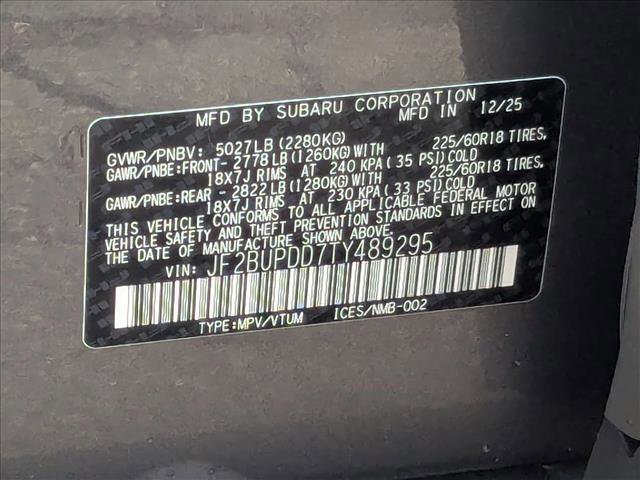 MFD BY SUBARU CORPORATION MFD IN 12/25
GVWR/PNBV: 5027LB(2280KG)
GAWR/PNBE:FRONT- 2778LB(1260KG)WITH 225/60R18 TIRES,
18X7J RIMS AT 240 KPA(35 PSI)COLD
GAWR/PNBE:REAR - 2822LB(1280KG)WITH 225/60R18 TIRES,
18X7J RIMS AT 230 KPA(33 PSI)COLD
THIS VEHICLE CONFORMS TO ALL APPLICABLE FEDERAL MOTOR
VEHICLE SAFETY AND THEFT PREVENTION STANDARDS IN EFFECT ON
THE DATE OF MANUFACTURE SHOWN ABOVE.
VIN: JF2BUPDD7TY489295
TYPE:MPV/VTUM ICES/NMB-002